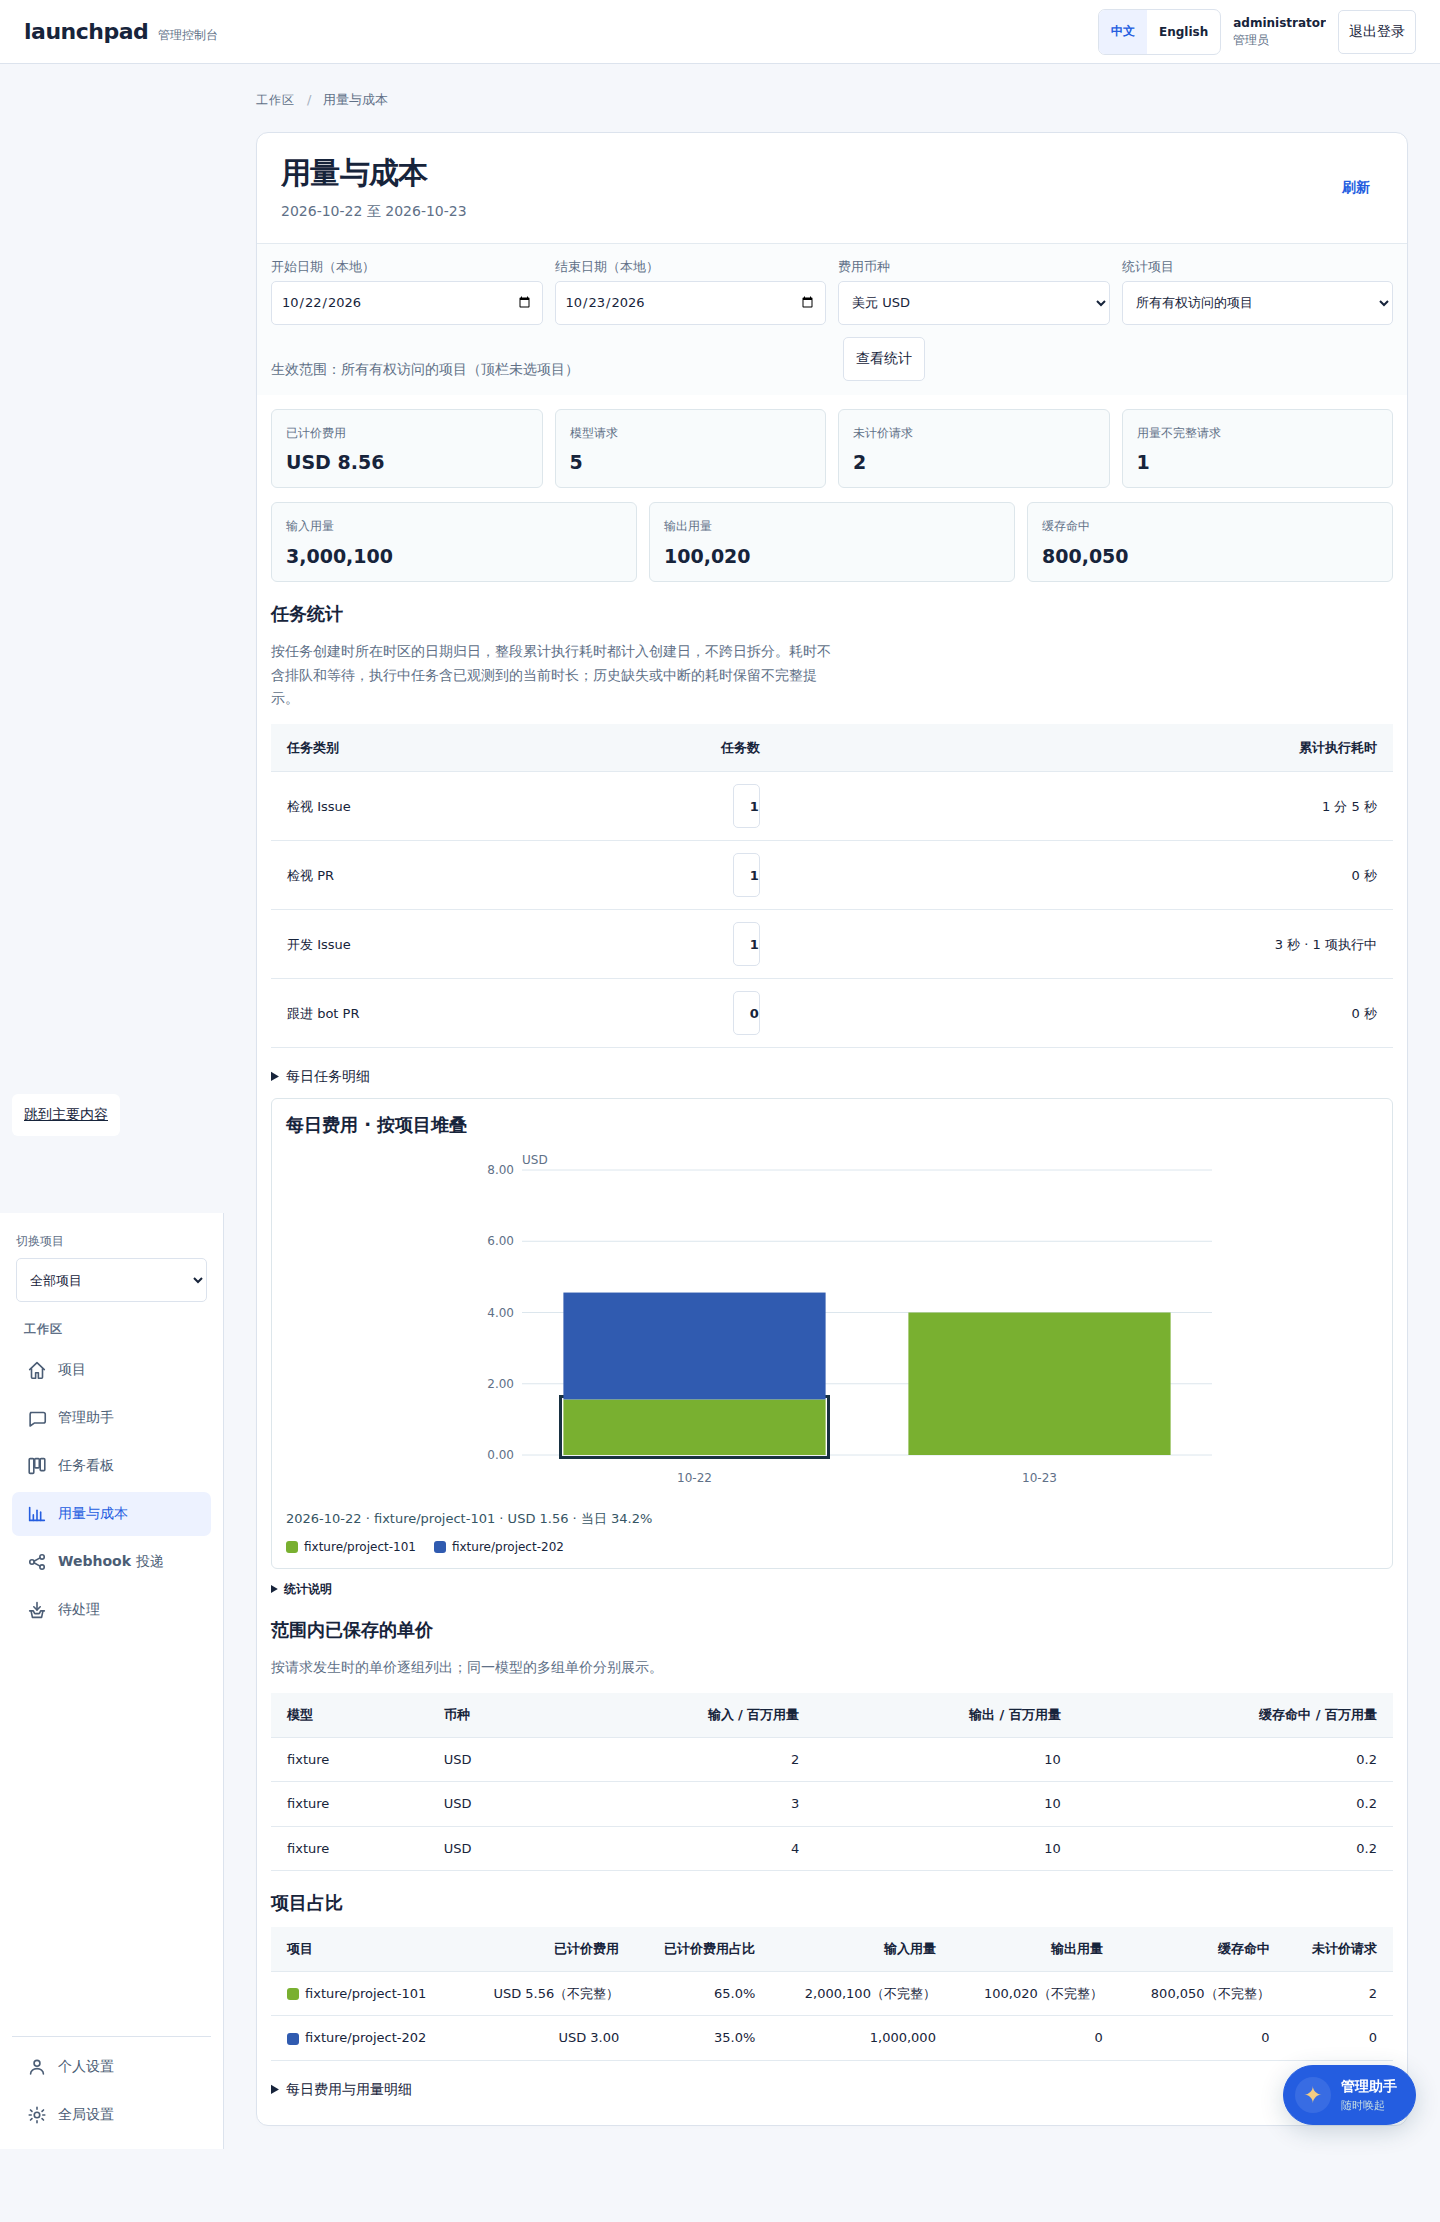 launchpad 管理控制台
中文 English
administrator
管理员
退出登录
工作区 / 用量与成本
用量与成本
2026-10-22 至 2026-10-23
刷新
开始日期（本地） 结束日期（本地） 费用币种 统计项目
10/22/2026 10/23/2026 美元 USD 所有有权访问的项目
生效范围：所有有权访问的项目（顶栏未选项目） 查看统计
已计价费用 模型请求 未计价请求 用量不完整请求
USD 8.56 5 2 1
输入用量 输出用量 缓存命中
3,000,100 100,020 800,050
任务统计
按任务创建时所在时区的日期归日，整段累计执行耗时都计入创建日，不跨日拆分。耗时不
含排队和等待，执行中任务含已观测到的当前时长；历史缺失或中断的耗时保留不完整提
示。
任务类别 任务数 累计执行耗时
检视 Issue 1 1 分 5 秒
检视 PR 1 0 秒
开发 Issue 1 3 秒 · 1 项执行中
跟进 bot PR 0 0 秒
每日任务明细
跳到主要内容
每日费用 · 按项目堆叠
USD
8.00
6.00
4.00
2.00
0.00
10-22 10-23
2026-10-22 · fixture/project-101 · USD 1.56 · 当日 34.2%
fixture/project-101 fixture/project-202
切换项目
全部项目
工作区
项目
管理助手
任务看板
用量与成本
Webhook 投递
待处理
统计说明
范围内已保存的单价
按请求发生时的单价逐组列出；同一模型的多组单价分别展示。
模型 币种 输入 / 百万用量 输出 / 百万用量 缓存命中 / 百万用量
fixture USD 2 10 0.2
fixture USD 3 10 0.2
fixture USD 4 10 0.2
项目占比
项目 已计价费用 已计价费用占比 输入用量 输出用量 缓存命中 未计价请求
fixture/project-101 USD 5.56（不完整） 65.0% 2,000,100（不完整） 100,020（不完整） 800,050（不完整） 2
fixture/project-202 USD 3.00 35.0% 1,000,000 0 0 0
每日费用与用量明细
个人设置
全局设置
管理助手
随时唤起